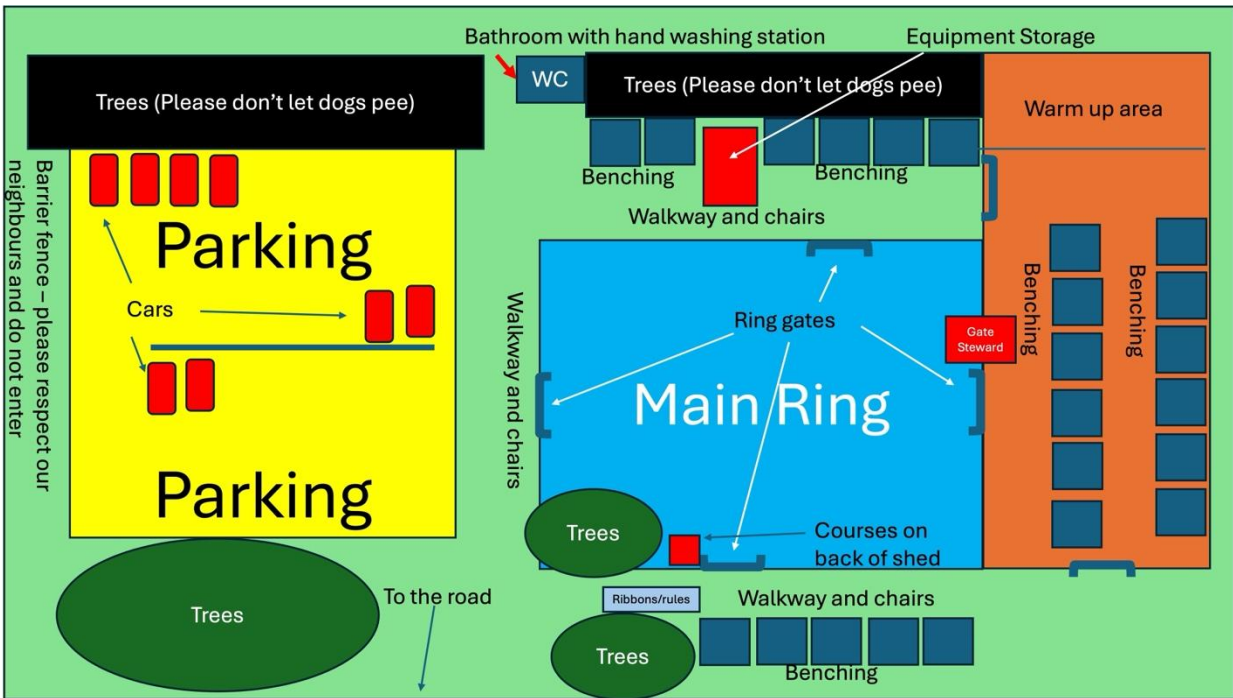 Bathroom with hand washing station
Equipment Storage
WC
Trees (Please don’t let dogs pee)
Trees (Please don’t let dogs pee)
Warm up area
Barrier fence – please respect our
neighbours and do not enter
Benching
Benching
Walkway and chairs
Parking
Cars
Parking
Walkway and chairs
Ring gates
Gate
Steward
Main Ring
Benching
Benching
Trees
Courses on
back of shed
Trees
To the road
Ribbons/rules
Walkway and chairs
Trees
Benching